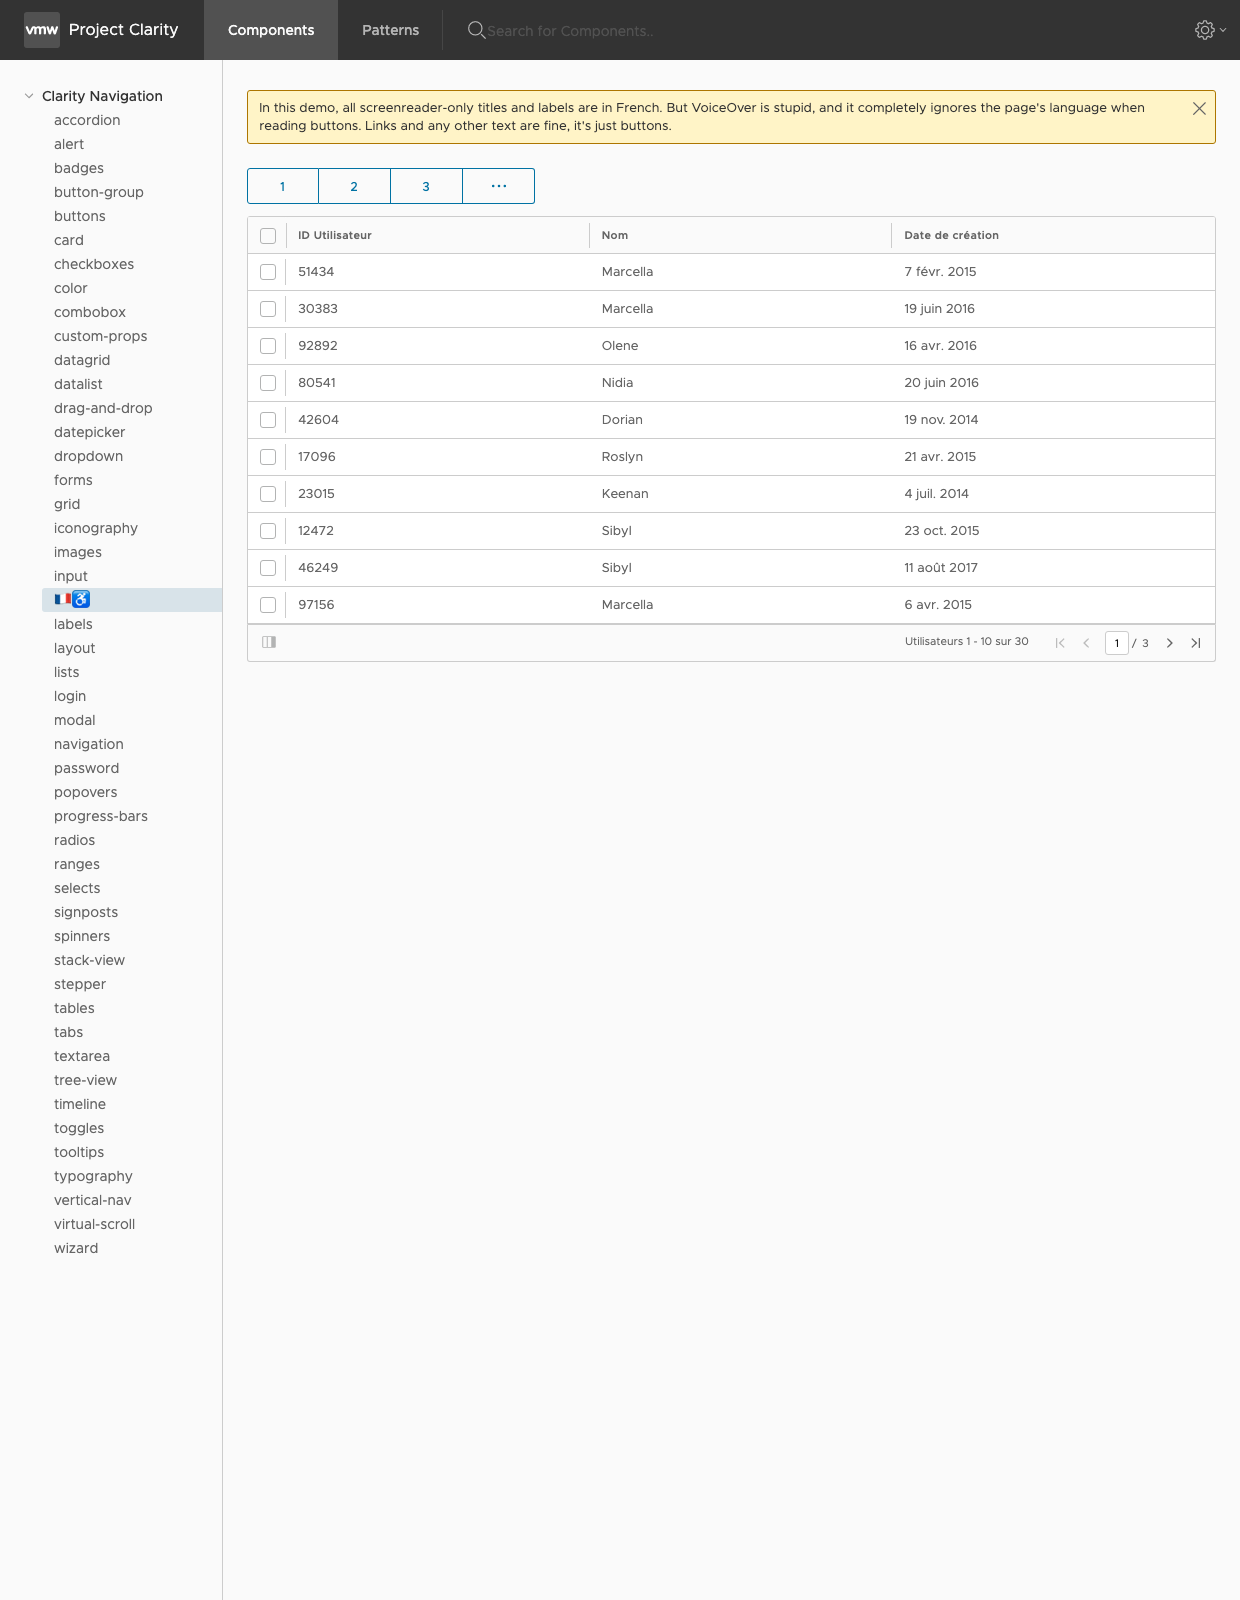 vmw Project Clarity Components Patterns Search for Components..
Clarity Navigation
accordion
alert
badges
button-group
buttons
card
checkboxes
color
combobox
custom-props
datagrid
datalist
drag-and-drop
datepicker
dropdown
forms
grid
iconography
images
input
🇫🇷♿
labels
layout
lists
login
modal
navigation
password
popovers
progress-bars
radios
ranges
selects
signposts
spinners
stack-view
stepper
tables
tabs
textarea
tree-view
timeline
toggles
tooltips
typography
vertical-nav
virtual-scroll
wizard
In this demo, all screenreader-only titles and labels are in French. But VoiceOver is stupid, and it completely ignores the page's language when
reading buttons. Links and any other text are fine, it's just buttons.
1 2 3 ···
ID Utilisateur Nom Date de création
51434 Marcella 7 févr. 2015
30383 Marcella 19 juin 2016
92892 Olene 16 avr. 2016
80541 Nidia 20 juin 2016
42604 Dorian 19 nov. 2014
17096 Roslyn 21 avr. 2015
23015 Keenan 4 juil. 2014
12472 Sibyl 23 oct. 2015
46249 Sibyl 11 août 2017
97156 Marcella 6 avr. 2015
Utilisateurs 1 - 10 sur 30 1 / 3